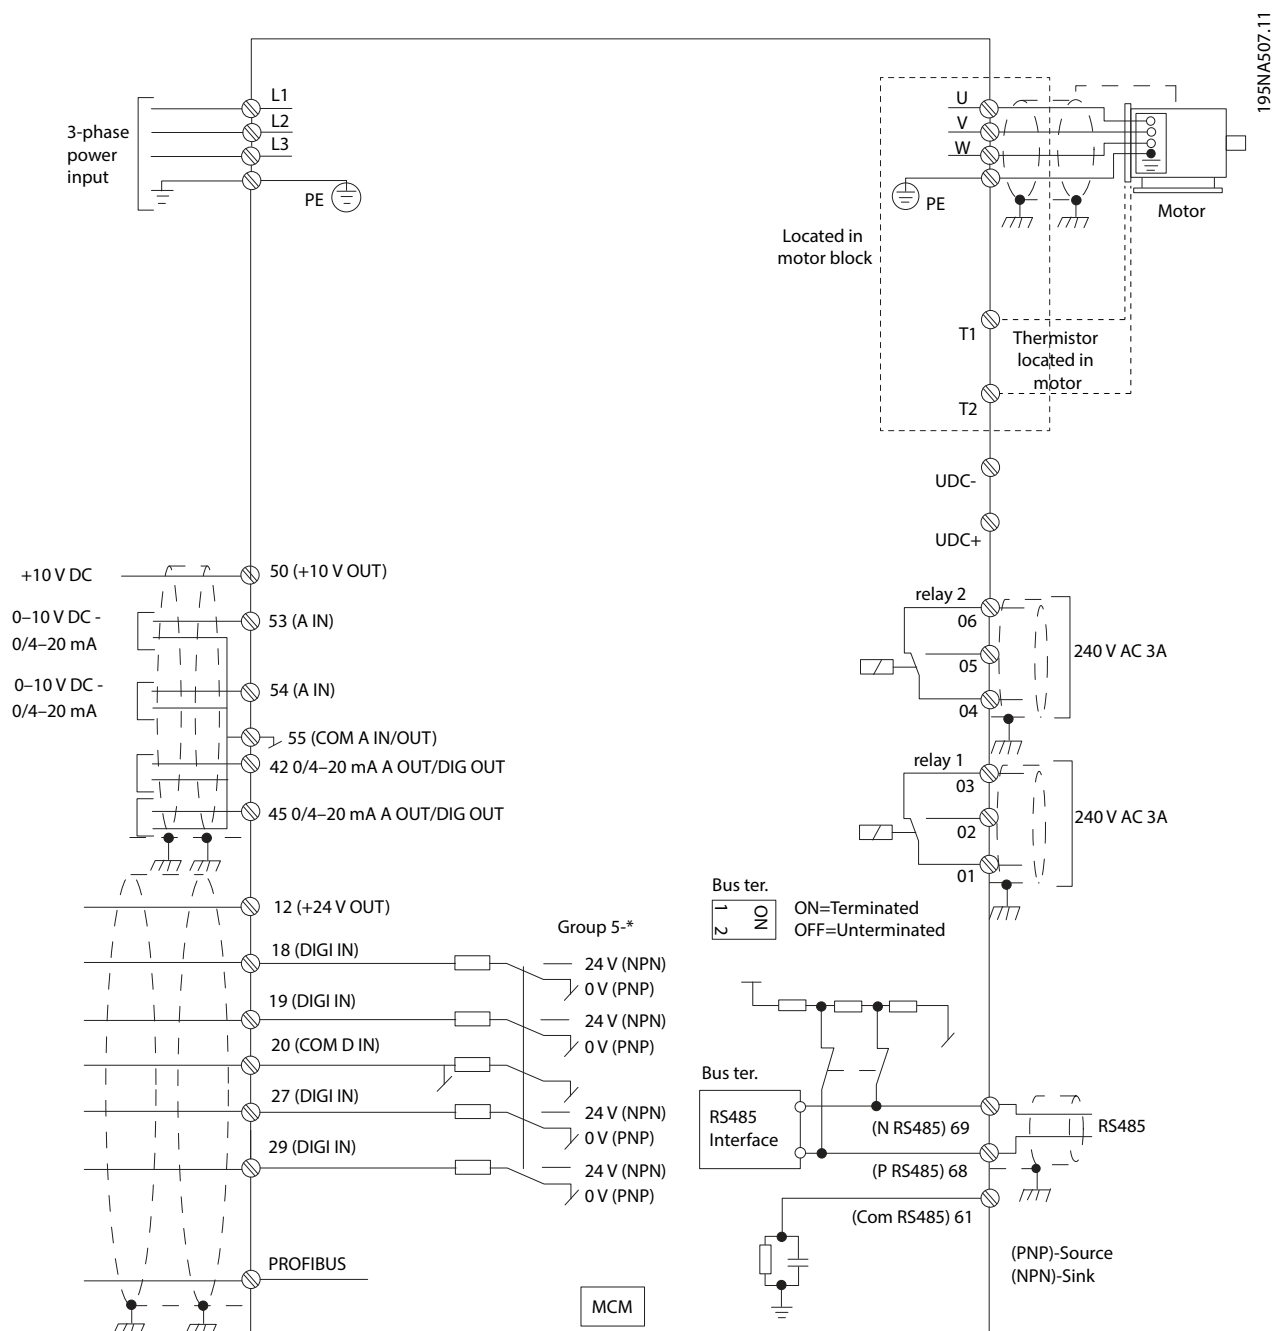 195NA507.11
3-phase
power
input
L1
L2
L3
PE
U
V
W
PE
Motor
Located in
motor block
T1
Thermistor
located in
motor
T2
UDC-
UDC+
+10 V DC
50 (+10 V OUT)
0–10 V DC -
0/4–20 mA
53 (A IN)
0–10 V DC -
0/4–20 mA
54 (A IN)
55 (COM A IN/OUT)
42 0/4–20 mA A OUT/DIG OUT
45 0/4–20 mA A OUT/DIG OUT
relay 2
06
05
04
240 V AC 3A
relay 1
03
02
01
240 V AC 3A
12 (+24 V OUT)
Group 5-*
18 (DIGI IN)
24 V (NPN)
0 V (PNP)
19 (DIGI IN)
24 V (NPN)
0 V (PNP)
20 (COM D IN)
27 (DIGI IN)
24 V (NPN)
0 V (PNP)
29 (DIGI IN)
24 V (NPN)
0 V (PNP)
PROFIBUS
MCM
Bus ter.
1 2
ON
ON=Terminated
OFF=Unterminated
Bus ter.
RS485
Interface
(N RS485) 69
(P RS485) 68
RS485
(Com RS485) 61
(PNP)-Source
(NPN)-Sink